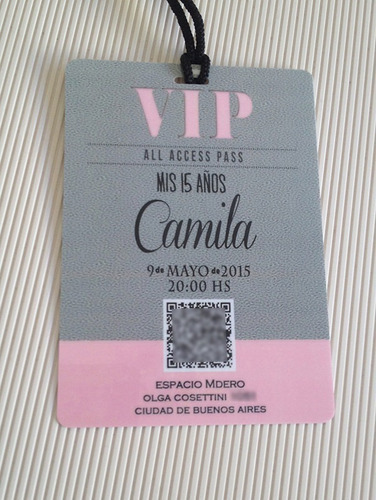 VIP
ALL ACCESS PASS
MIS 15 AÑOS
Camila
9 de MAYO de 2015
20:00 HS
ESPACIO MDERO
OLGA COSETTINI
CIUDAD DE BUENOS AIRES